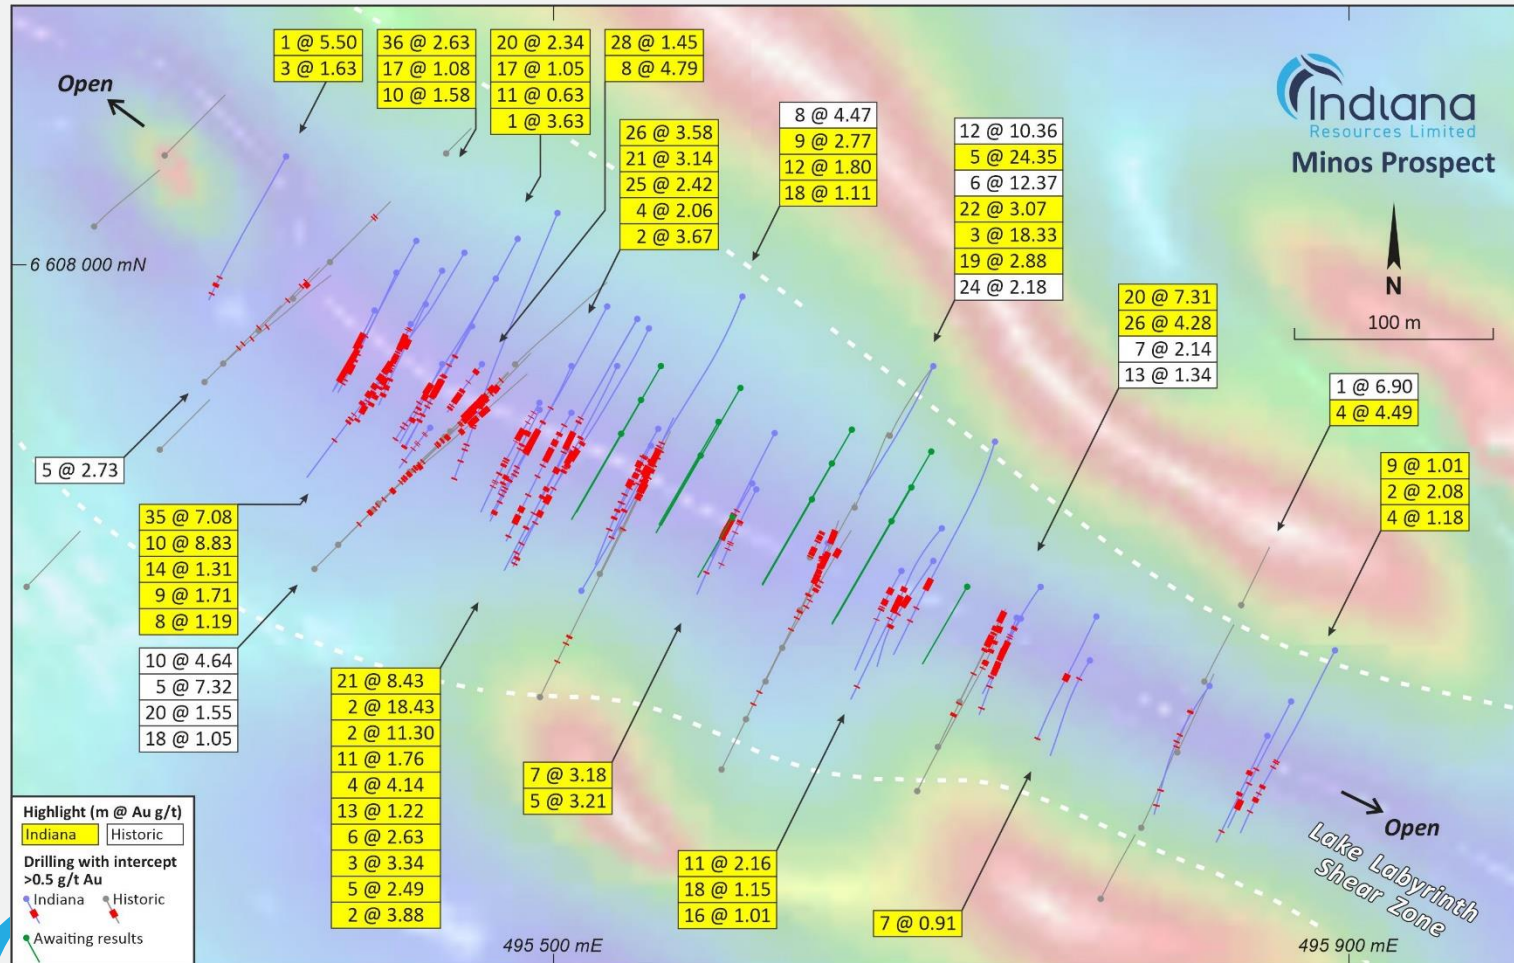 Open
1 @ 5.50
3 @ 1.63
36 @ 2.63
17 @ 1.08
10 @ 1.58
20 @ 2.34
17 @ 1.05
11 @ 0.63
1 @ 3.63
28 @ 1.45
8 @ 4.79
26 @ 3.58
21 @ 3.14
25 @ 2.42
4 @ 2.06
2 @ 3.67
8 @ 4.47
9 @ 2.77
12 @ 1.80
18 @ 1.11
12 @ 10.36
5 @ 24.35
6 @ 12.37
22 @ 3.07
3 @ 18.33
19 @ 2.88
24 @ 2.18
Indiana
Resources Limited
Minos Prospect
N
100 m
6 608 000 mN
20 @ 7.31
26 @ 4.28
7 @ 2.14
13 @ 1.34
1 @ 6.90
4 @ 4.49
9 @ 1.01
2 @ 2.08
4 @ 1.18
5 @ 2.73
35 @ 7.08
10 @ 8.83
14 @ 1.31
9 @ 1.71
8 @ 1.19
10 @ 4.64
5 @ 7.32
20 @ 1.55
18 @ 1.05
21 @ 8.43
2 @ 18.43
2 @ 11.30
11 @ 1.76
4 @ 4.14
13 @ 1.22
6 @ 2.63
3 @ 3.34
5 @ 2.49
2 @ 3.88
7 @ 3.18
5 @ 3.21
11 @ 2.16
18 @ 1.15
16 @ 1.01
7 @ 0.91
Open
Lake Labyrinth
Shear Zone
Highlight (m @ Au g/t)
Indiana Historic
Drilling with intercept
>0.5 g/t Au
Indiana Historic
Awaiting results
495 500 mE
495 900 mE